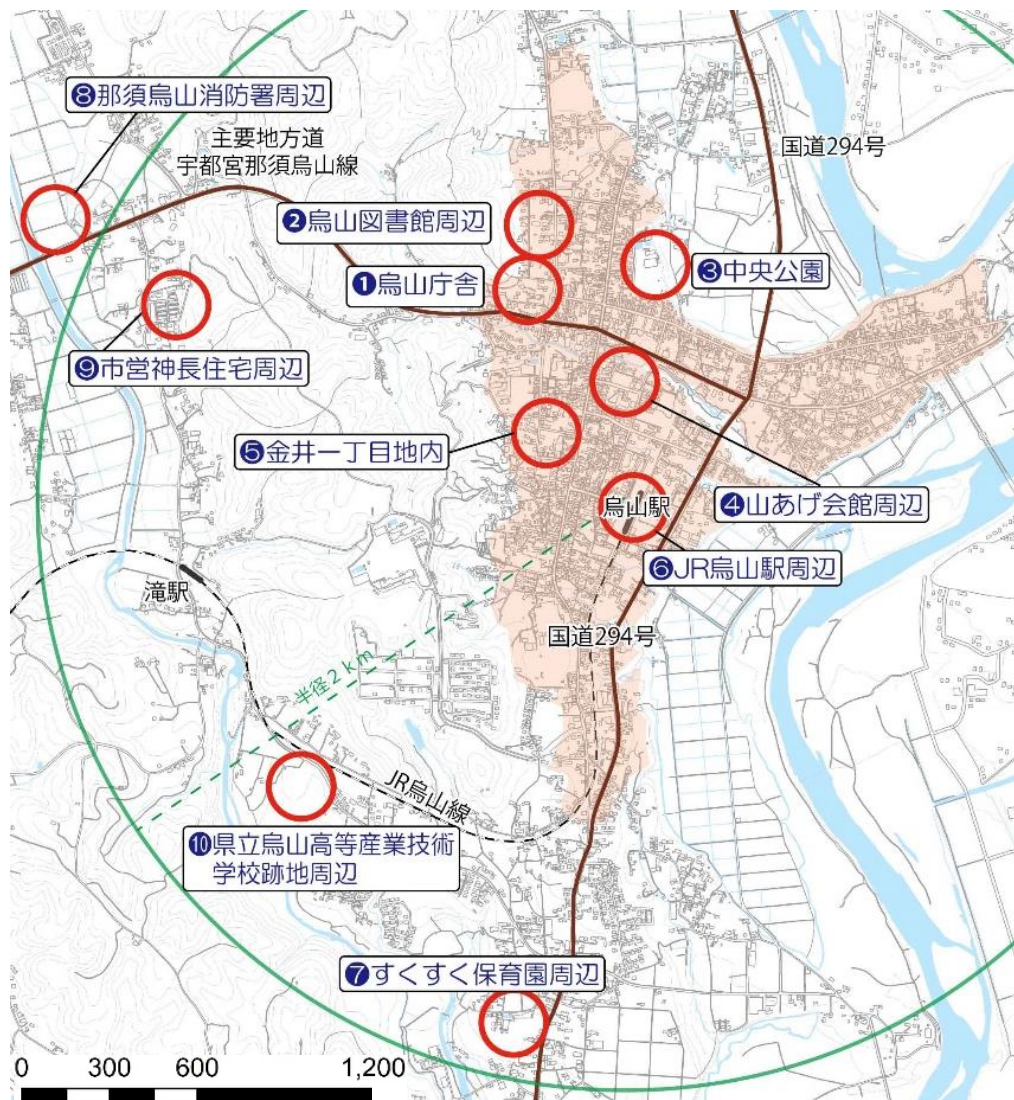 ❽那須烏山消防署周辺
主要地方道
宇都宮那須烏山線
国道294号
❷烏山図書館周辺
❶烏山庁舎
❸中央公園
❾市営神長住宅周辺
❺金井一丁目地内
❹山あげ会館周辺
烏山駅
❻JR烏山駅周辺
滝駅
国道294号
半径2km
JR烏山線
❿県立烏山高等産業技術
学校跡地周辺
❼すくすく保育園周辺
0 300 600 1,200